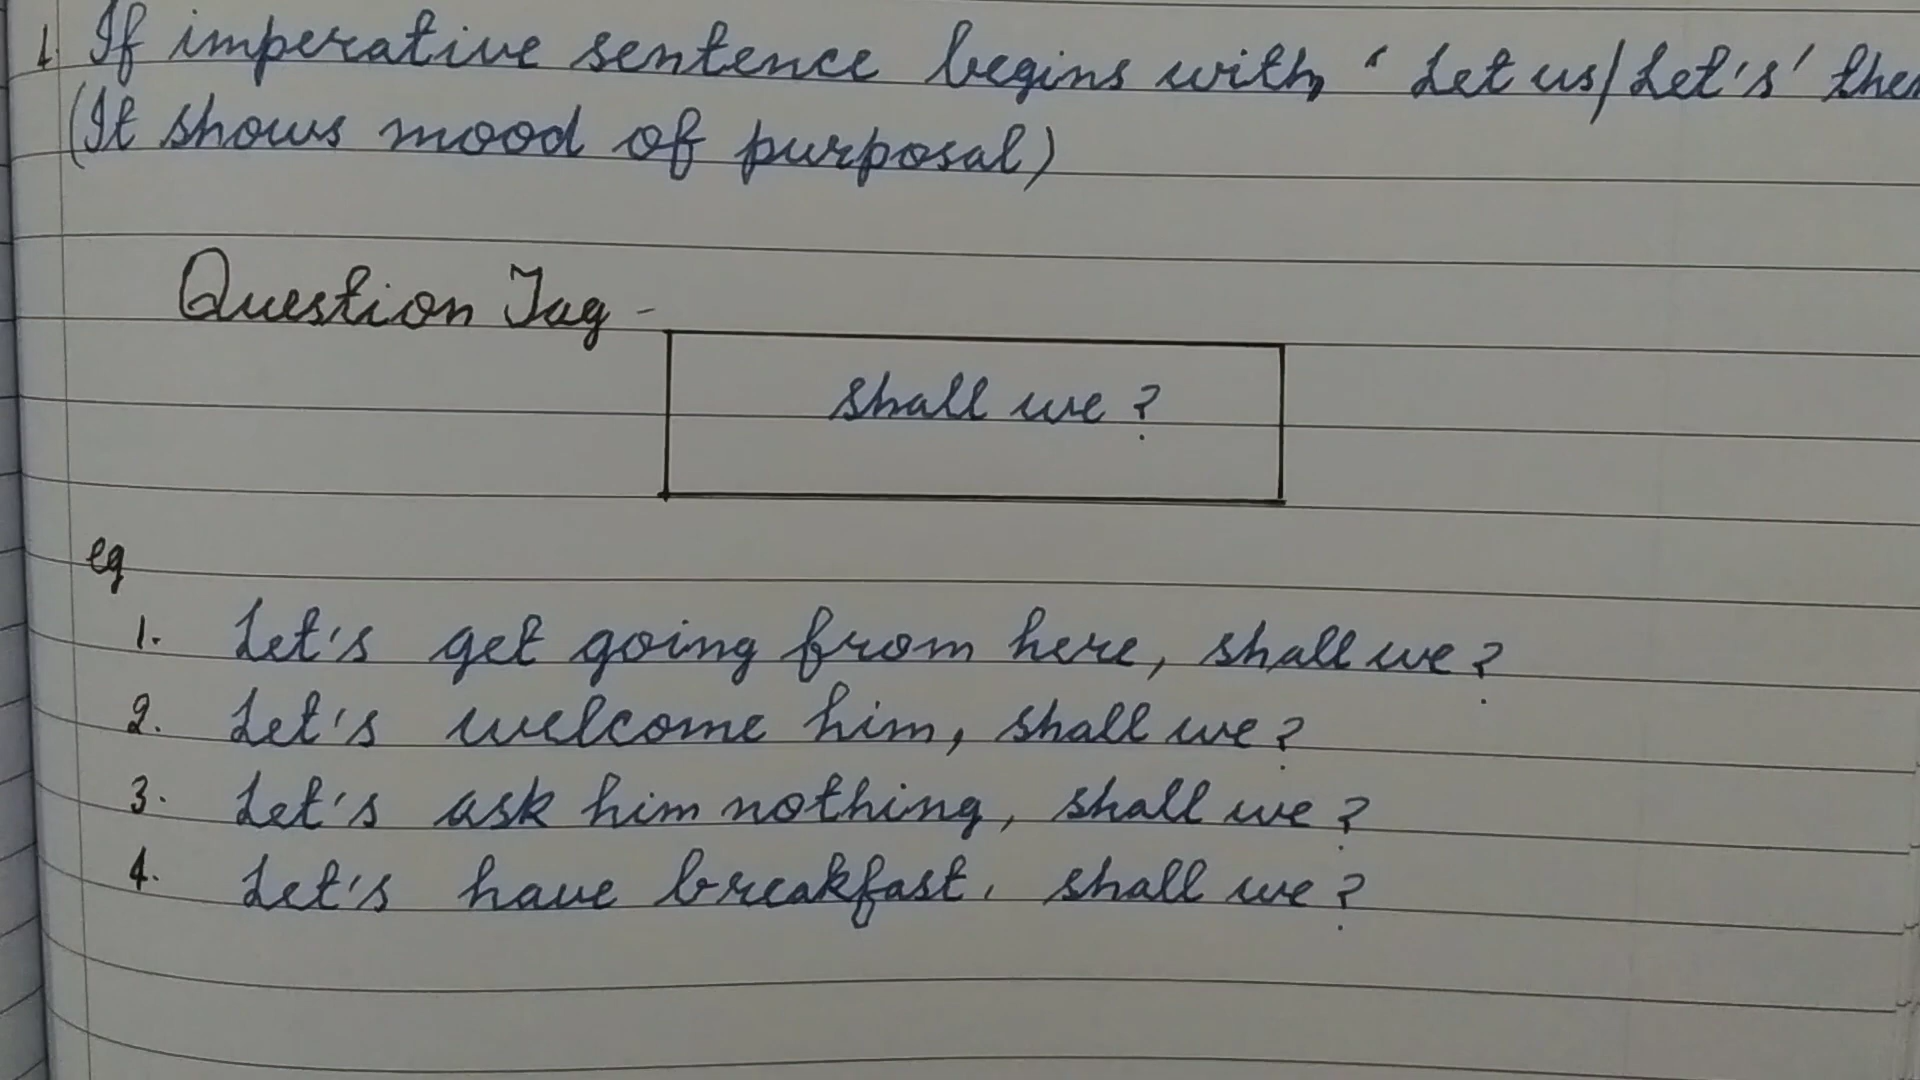 1. If imperative sentence begins with, 'Let us/Let's' then
(It shows mood of purposal)
Question Tag -
shall we ?
eg
1. Let's get going from here, shall we ?
2. Let's welcome him, shall we ?
3. Let's ask him nothing, shall we ?
4. Let's have breakfast, shall we ?